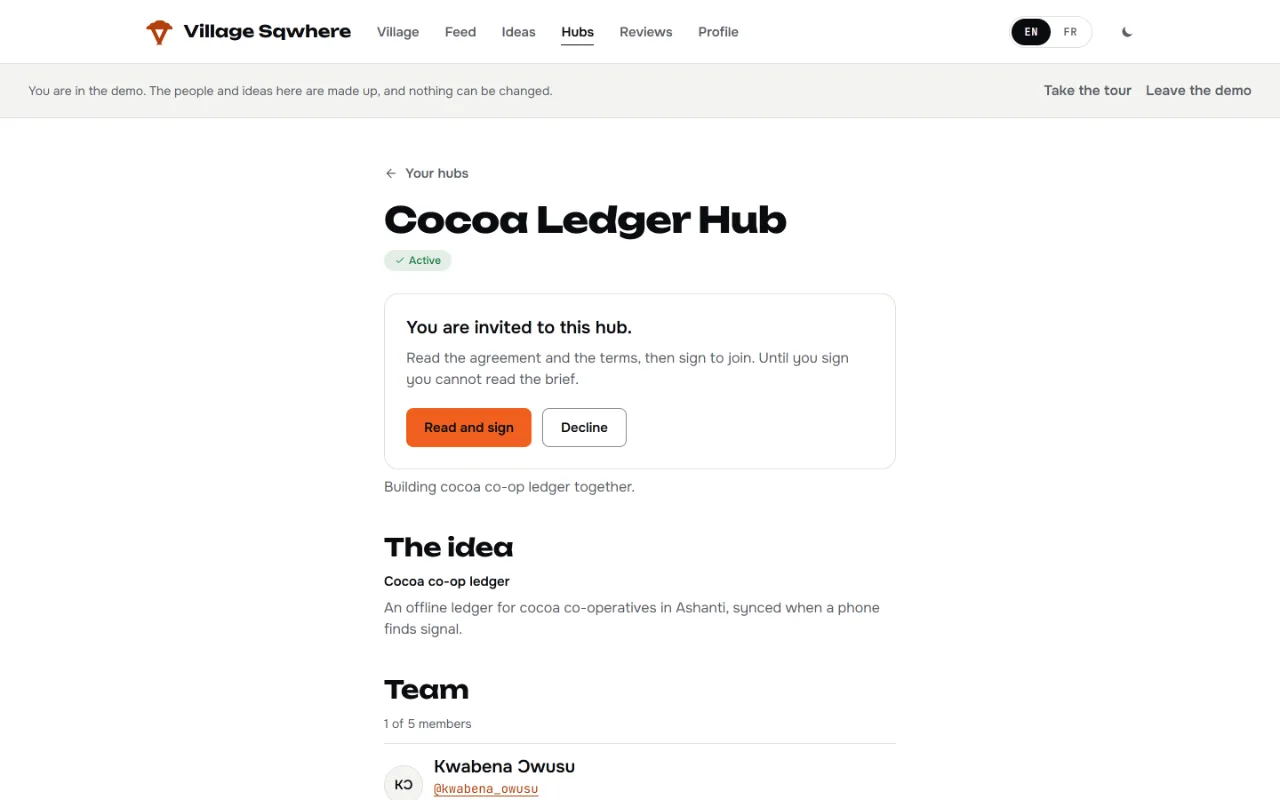 Village Sqwhere
Village
Feed
Ideas
Hubs
Reviews
Profile
EN
FR
You are in the demo. The people and ideas here are made up, and nothing can be changed.
Take the tour
Leave the demo
← Your hubs
Cocoa Ledger Hub
✓ Active
You are invited to this hub.
Read the agreement and the terms, then sign to join. Until you sign
you cannot read the brief.
Read and sign
Decline
Building cocoa co-op ledger together.
The idea
Cocoa co-op ledger
An offline ledger for cocoa co-operatives in Ashanti, synced when a phone
finds signal.
Team
1 of 5 members
KƆ
Kwabena Ɔwusu
@kwabena_owusu